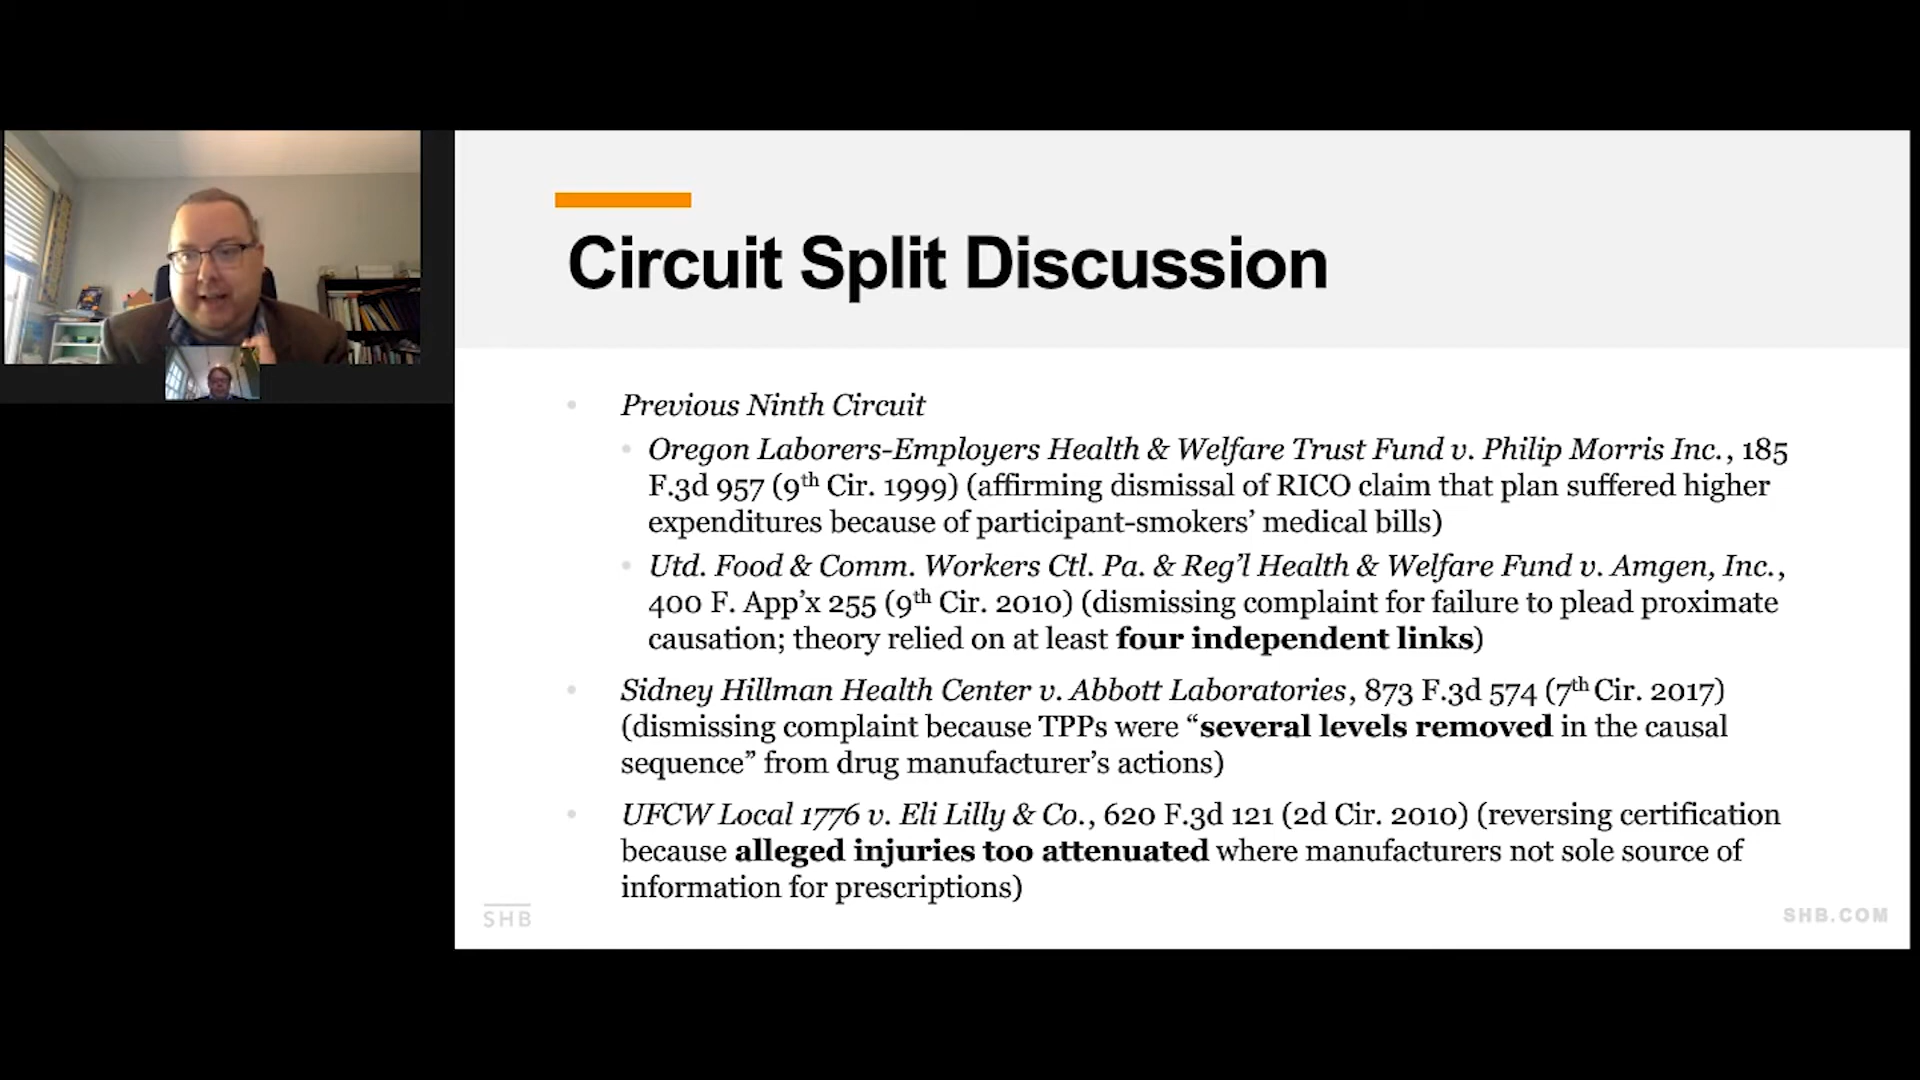 Circuit Split Discussion
Previous Ninth Circuit
Oregon Laborers-Employers Health & Welfare Trust Fund v. Philip Morris Inc., 185
F.3d 957 (9th Cir. 1999) (affirming dismissal of RICO claim that plan suffered higher
expenditures because of participant-smokers’ medical bills)
Utd. Food & Comm. Workers Ctl. Pa. & Reg’l Health & Welfare Fund v. Amgen, Inc.,
400 F. App’x 255 (9th Cir. 2010) (dismissing complaint for failure to plead proximate
causation; theory relied on at least four independent links)
Sidney Hillman Health Center v. Abbott Laboratories, 873 F.3d 574 (7th Cir. 2017)
(dismissing complaint because TPPs were “several levels removed in the causal
sequence” from drug manufacturer’s actions)
UFCW Local 1776 v. Eli Lilly & Co., 620 F.3d 121 (2d Cir. 2010) (reversing certification
because alleged injuries too attenuated where manufacturers not sole source of
information for prescriptions)
SHB
SHB.COM